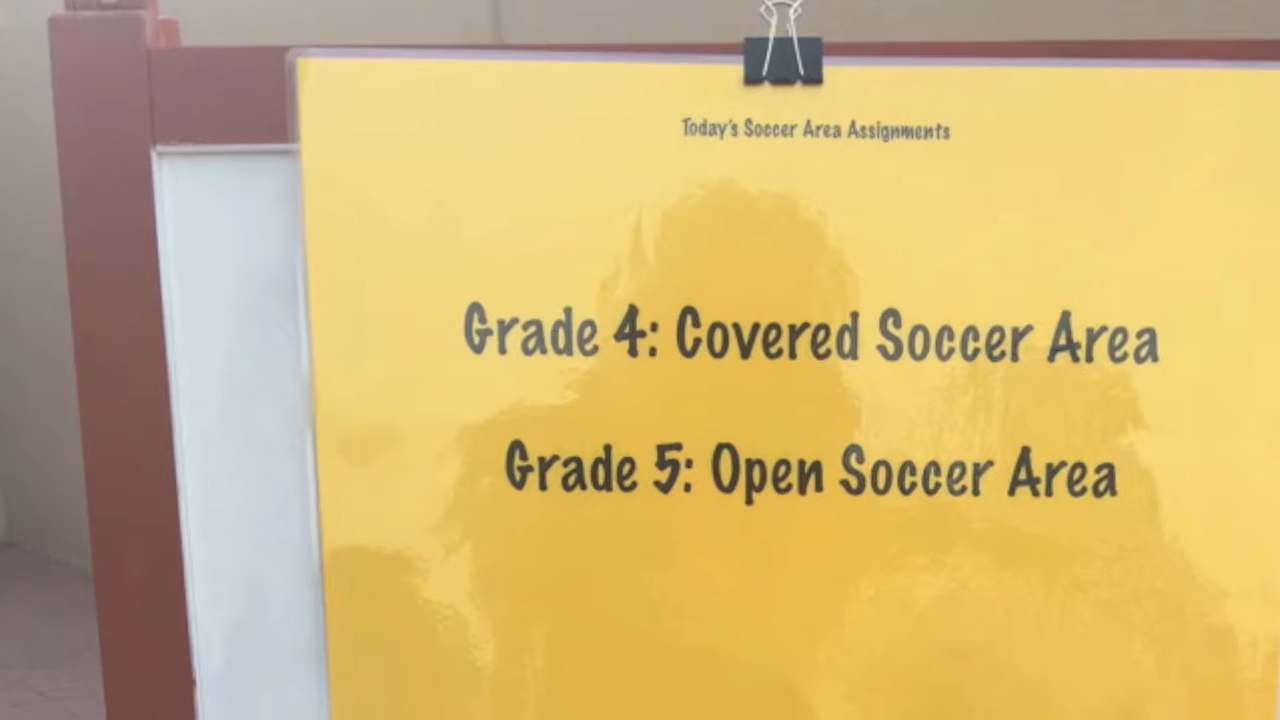 Today's Soccer Area Assignments
Grade 4: Covered Soccer Area
Grade 5: Open Soccer Area